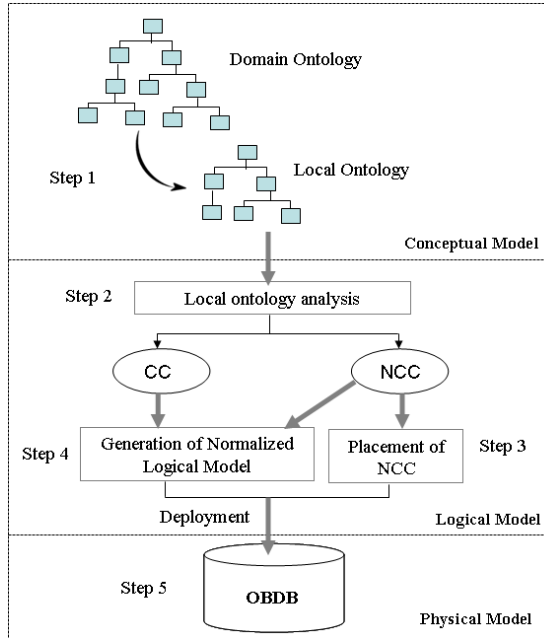 Domain Ontology
Step 1
Local Ontology
Conceptual Model
Step 2
Local ontology analysis
CC
NCC
Step 4
Generation of Normalized
Logical Model
Placement of
NCC
Step 3
Deployment
Logical Model
Step 5
OBDB
Physical Model